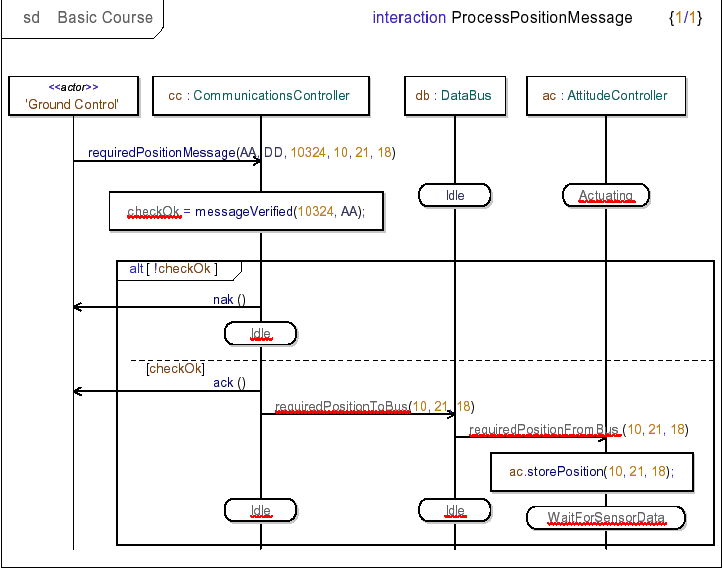 sd Basic Course
interaction ProcessPositionMessage {1/1}
<<actor>>
'Ground Control'
cc : CommunicationsController
db : DataBus
ac : AttitudeController
requiredPositionMessage(AA, DD, 10324, 10, 21, 18)
Idle
Actuating
checkOk = messageVerified(10324, AA);
alt [ !checkOk ]
nak ()
Idle
[checkOk]
ack ()
requiredPositionToBus(10, 21, 18)
requiredPositionFromBus (10, 21, 18)
ac.storePosition(10, 21, 18);
Idle
Idle
WaitForSensorData